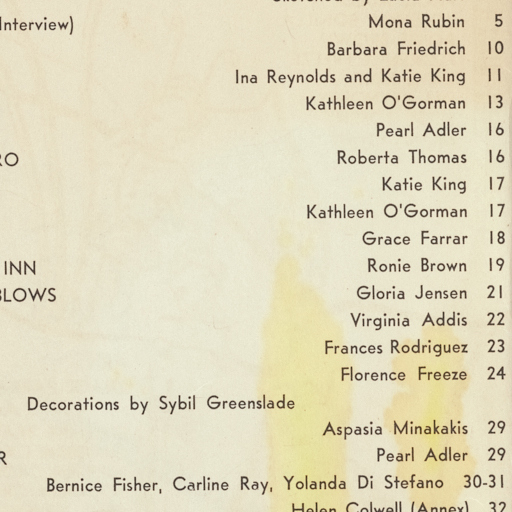 Interview) Mona Rubin 5
Barbara Friedrich 10
Ina Reynolds and Katie King 11
Kathleen O'Gorman 13
Pearl Adler 16
RO Roberta Thomas 16
Katie King 17
Kathleen O'Gorman 17
Grace Farrar 18
INN Ronie Brown 19
BLOWS Gloria Jensen 21
Virginia Addis 22
Frances Rodriguez 23
Florence Freeze 24
Decorations by Sybil Greenslade
Aspasia Minakakis 29
R Pearl Adler 29
Bernice Fisher, Carline Ray, Yolanda Di Stefano 30-31
Helen Colwell (Annex) 32